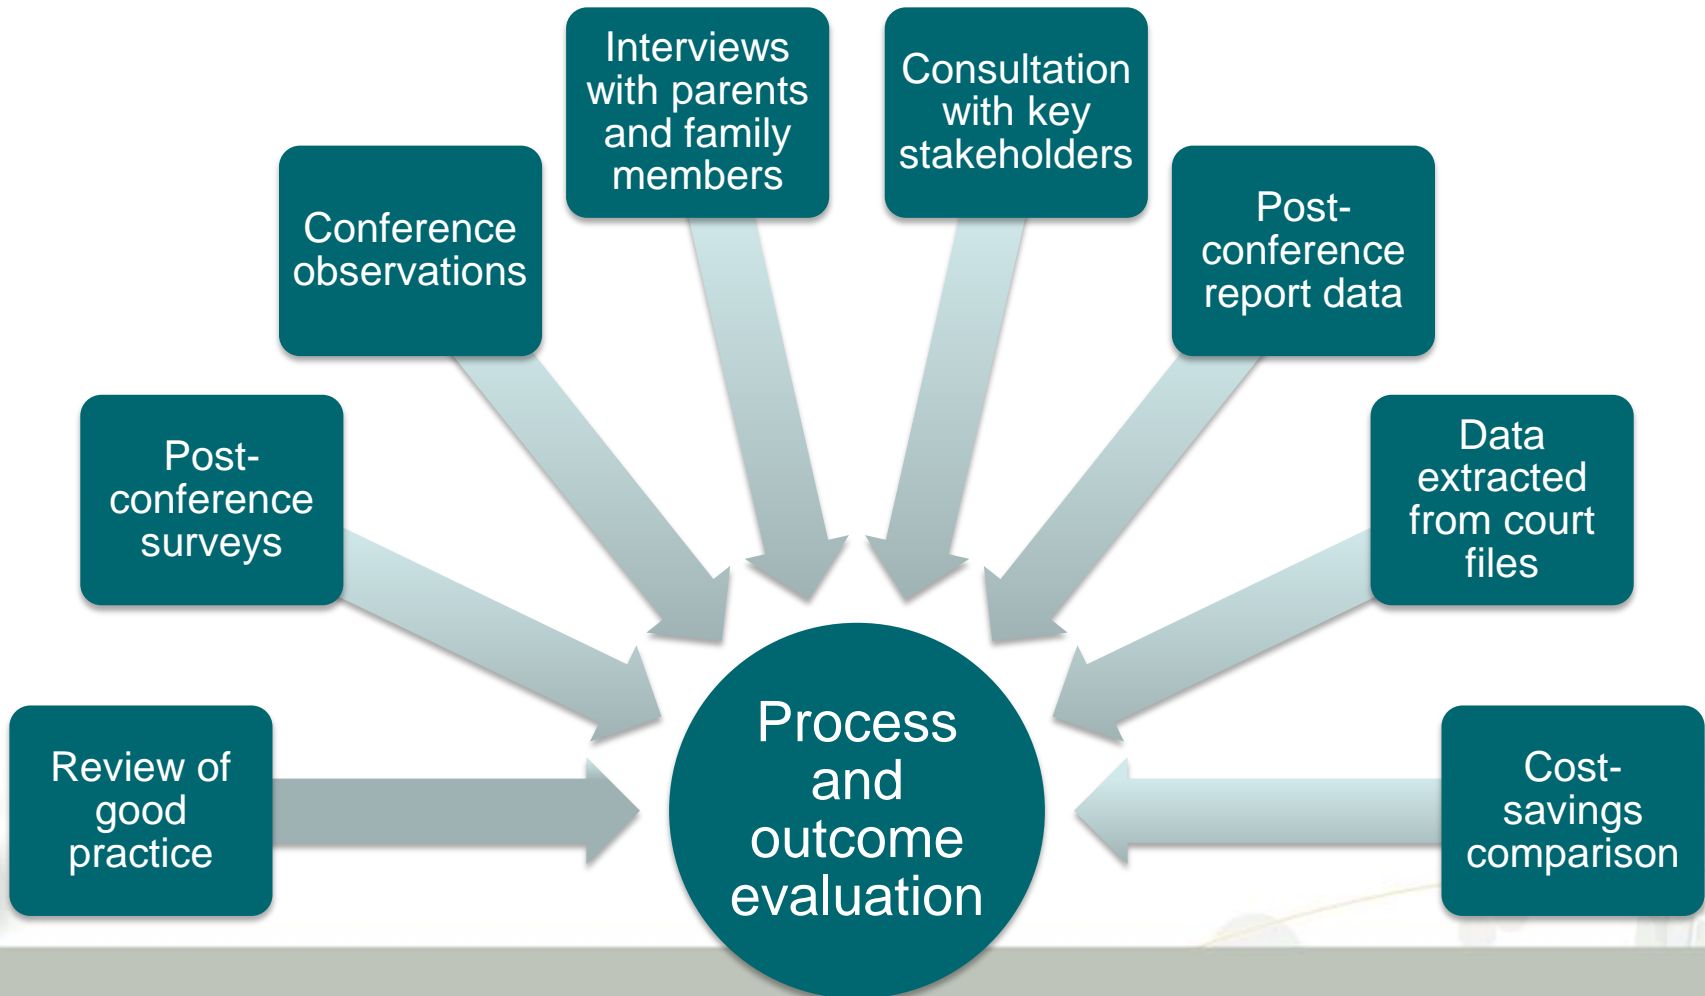 Interviews
with parents
and family
members
Consultation
with key
stakeholders
Conference
observations
Post-
conference
report data
Post-
conference
surveys
Data
extracted
from court
files
Review of
good
practice
Process
and
outcome
evaluation
Cost-
savings
comparison